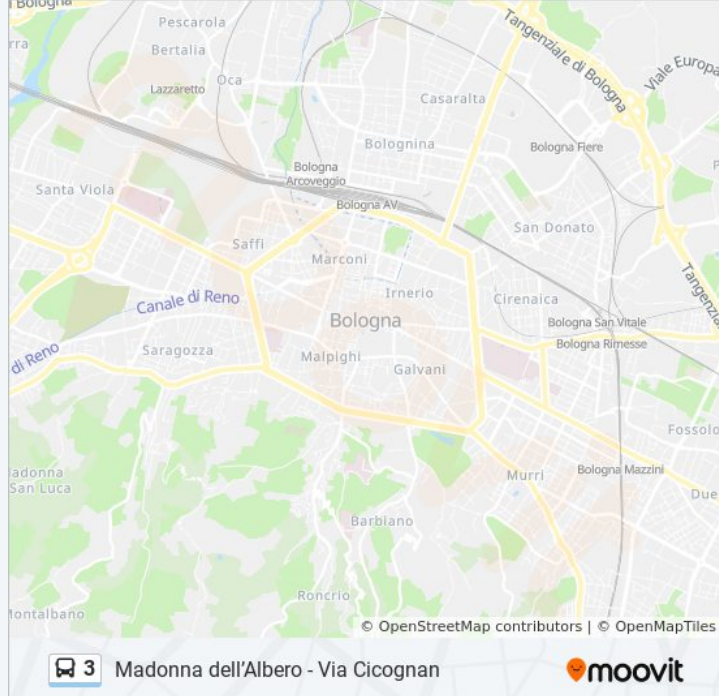 l Bologna
Pescarola
Tangenziale di Bologna
Bertalia
rra
Viale Europa
Oca
Lazzaretto
Casaralta
Bolognina
Bologna Fiere
Bologna
Arcoveggio
Santa Viola
Bologna AV
San Donato
Saffi
Marconi
Tangenzia
Irnerio
Canale di Reno
Cirenaica
Bologna
Bologna San Vitale
Bologna Rimesse
di Reno
Saragozza
Malpighi
Galvani
Fossolo
adonna
San Luca
Murri
Bologna Mazzini
Due
Barbiano
Roncrio
Montalbano
© OpenStreetMap contributors | © OpenMapTiles
3 Madonna dell’Albero - Via Cicognan
moovit